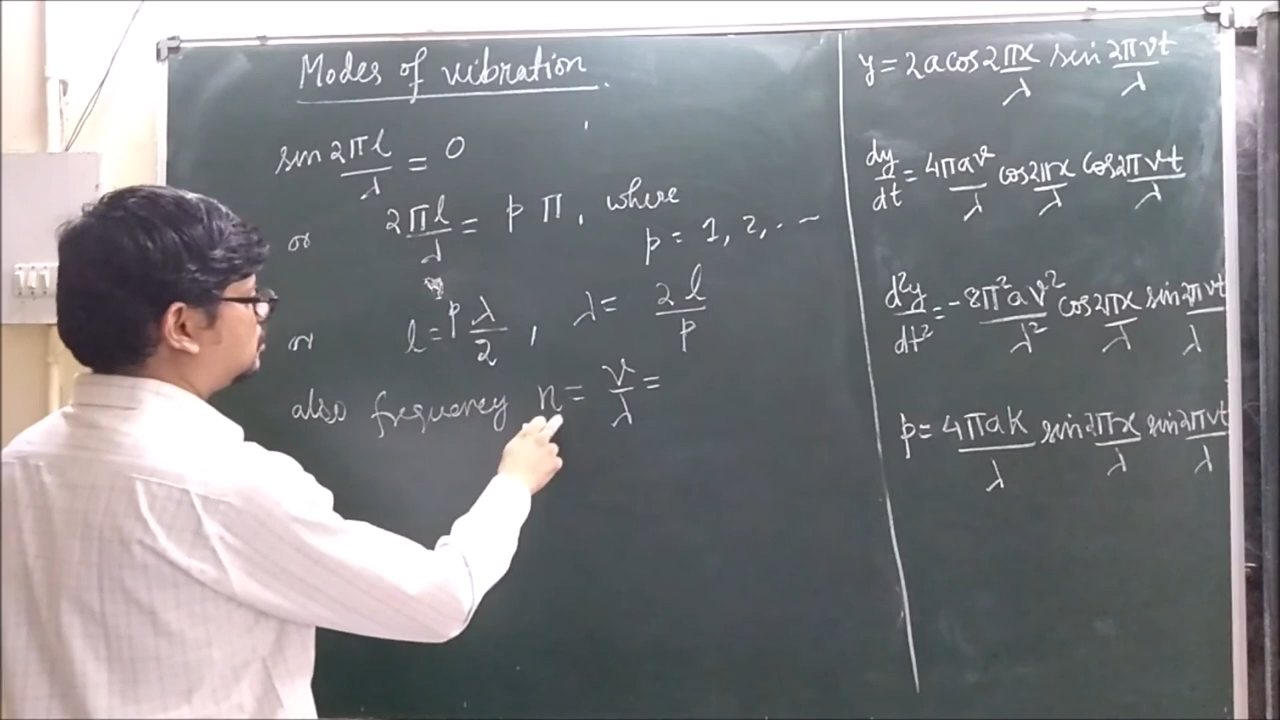 Modes of vibration.
sin 2πl/λ = 0
or 2πl/λ = p π, where
p = 1, 2, . --
or l = p λ/2 , λ = 2l/p
also frequency n = v/λ =
y = 2a cos 2πx/λ sin 2πvt/λ
dy/dt = 4πav/λ cos 2πx/λ cos 2πvt/λ
d²y/dt² = -8π²av²/λ² cos 2πx/λ sin 2πvt/λ
p = 4πaK/λ sin 2πx/λ sin 2πvt/λ